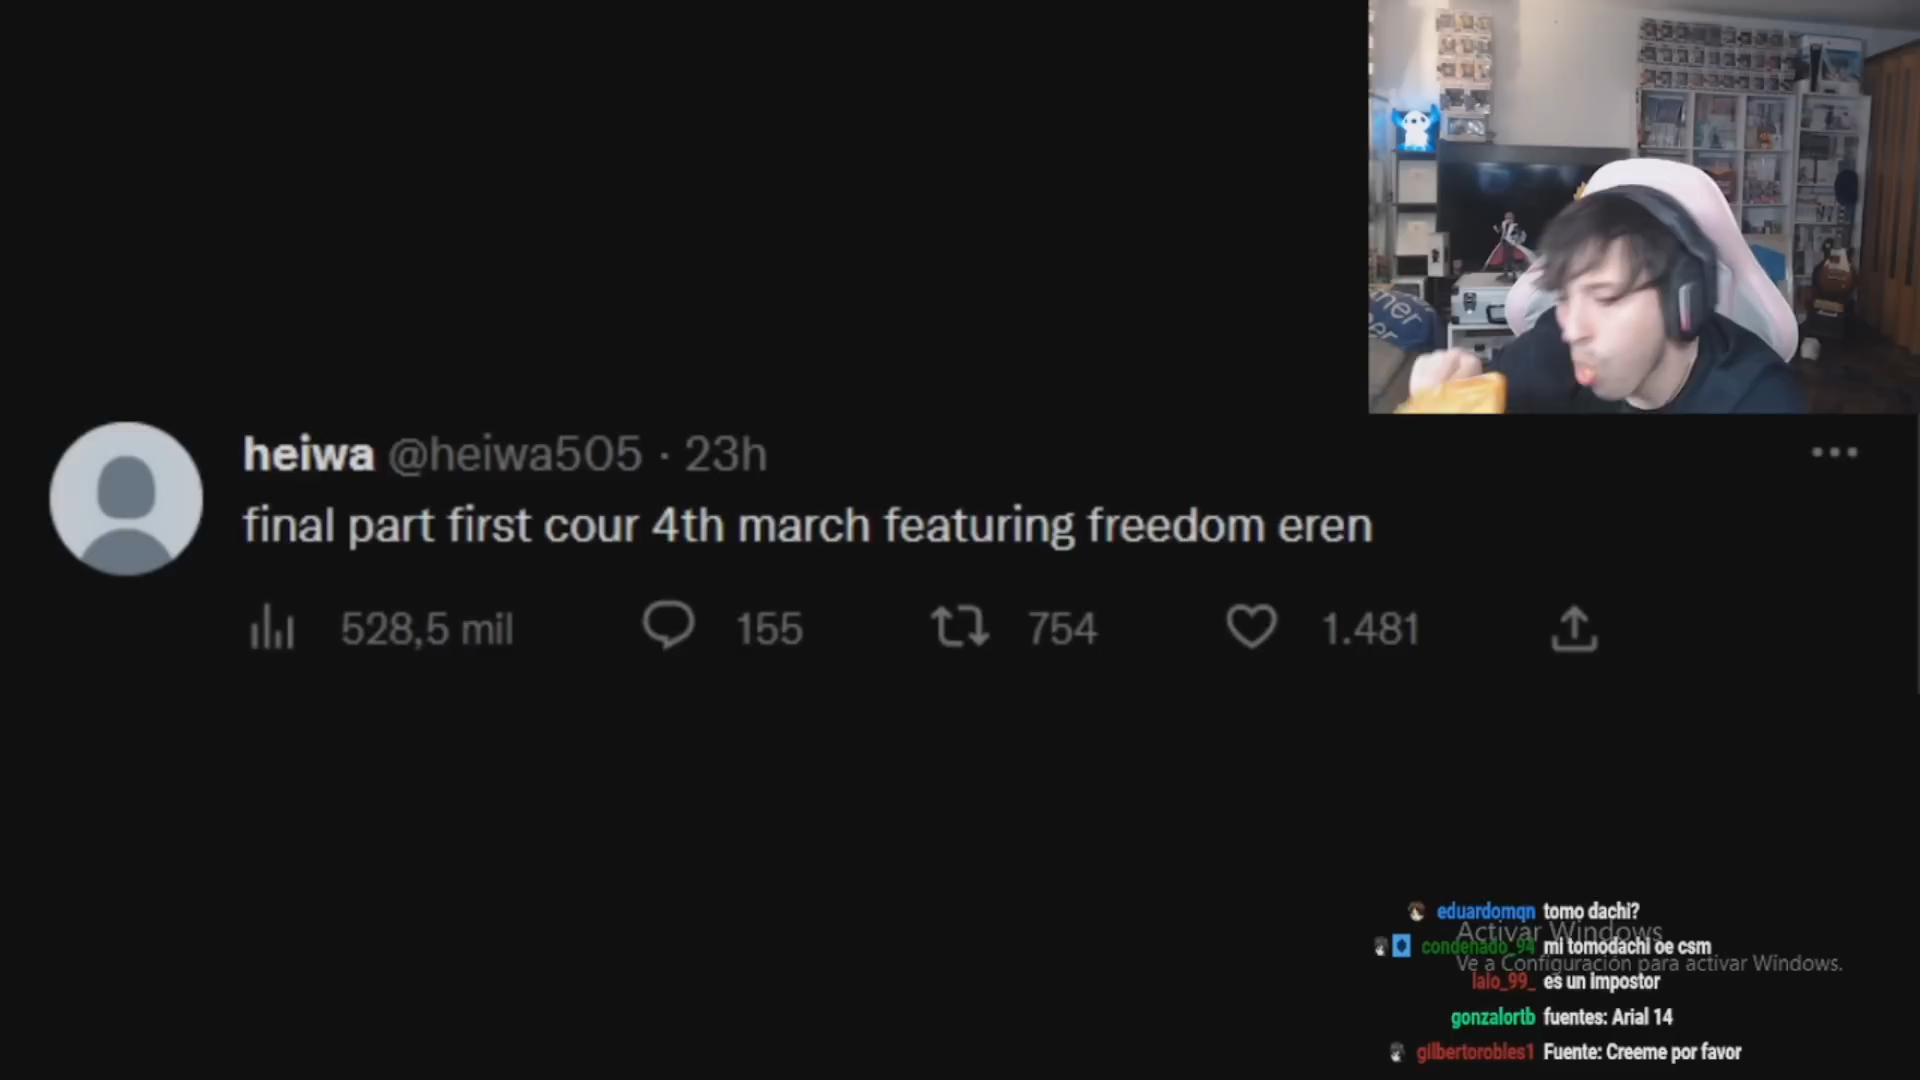 heiwa @heiwa505 · 23h
final part first cour 4th march featuring freedom eren
528,5 mil 155 754 1.481
eduardomqn tomo dachi?
Activar Windows
condenado_94 mi tomodachi oe csm
Ve a Configuración para activar Windows.
lalo_99_ es un impostor
gonzalortb fuentes: Arial 14
gilbertorobles1 Fuente: Creeme por favor